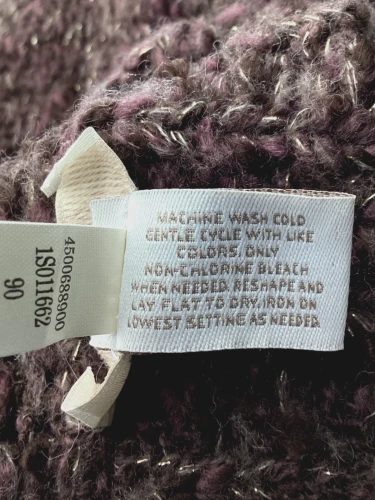 MACHINE WASH COLD
GENTLE CYCLE WITH LIKE
COLORS. ONLY
NON-CHLORINE BLEACH
WHEN NEEDED. RESHAPE AND
LAY FLAT TO DRY. IRON ON
LOWEST SETTING AS NEEDED.
4500688900
1S011662
90